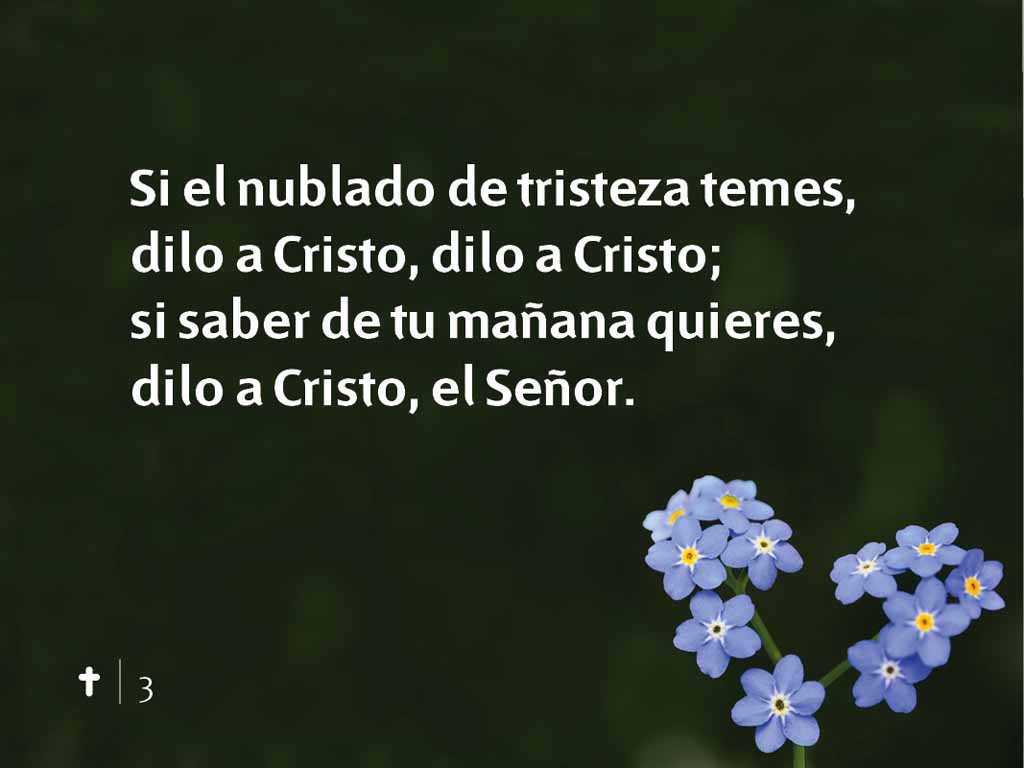 Si el nublado de tristeza temes,
dilo a Cristo, dilo a Cristo;
si saber de tu mañana quieres,
dilo a Cristo, el Señor.
3